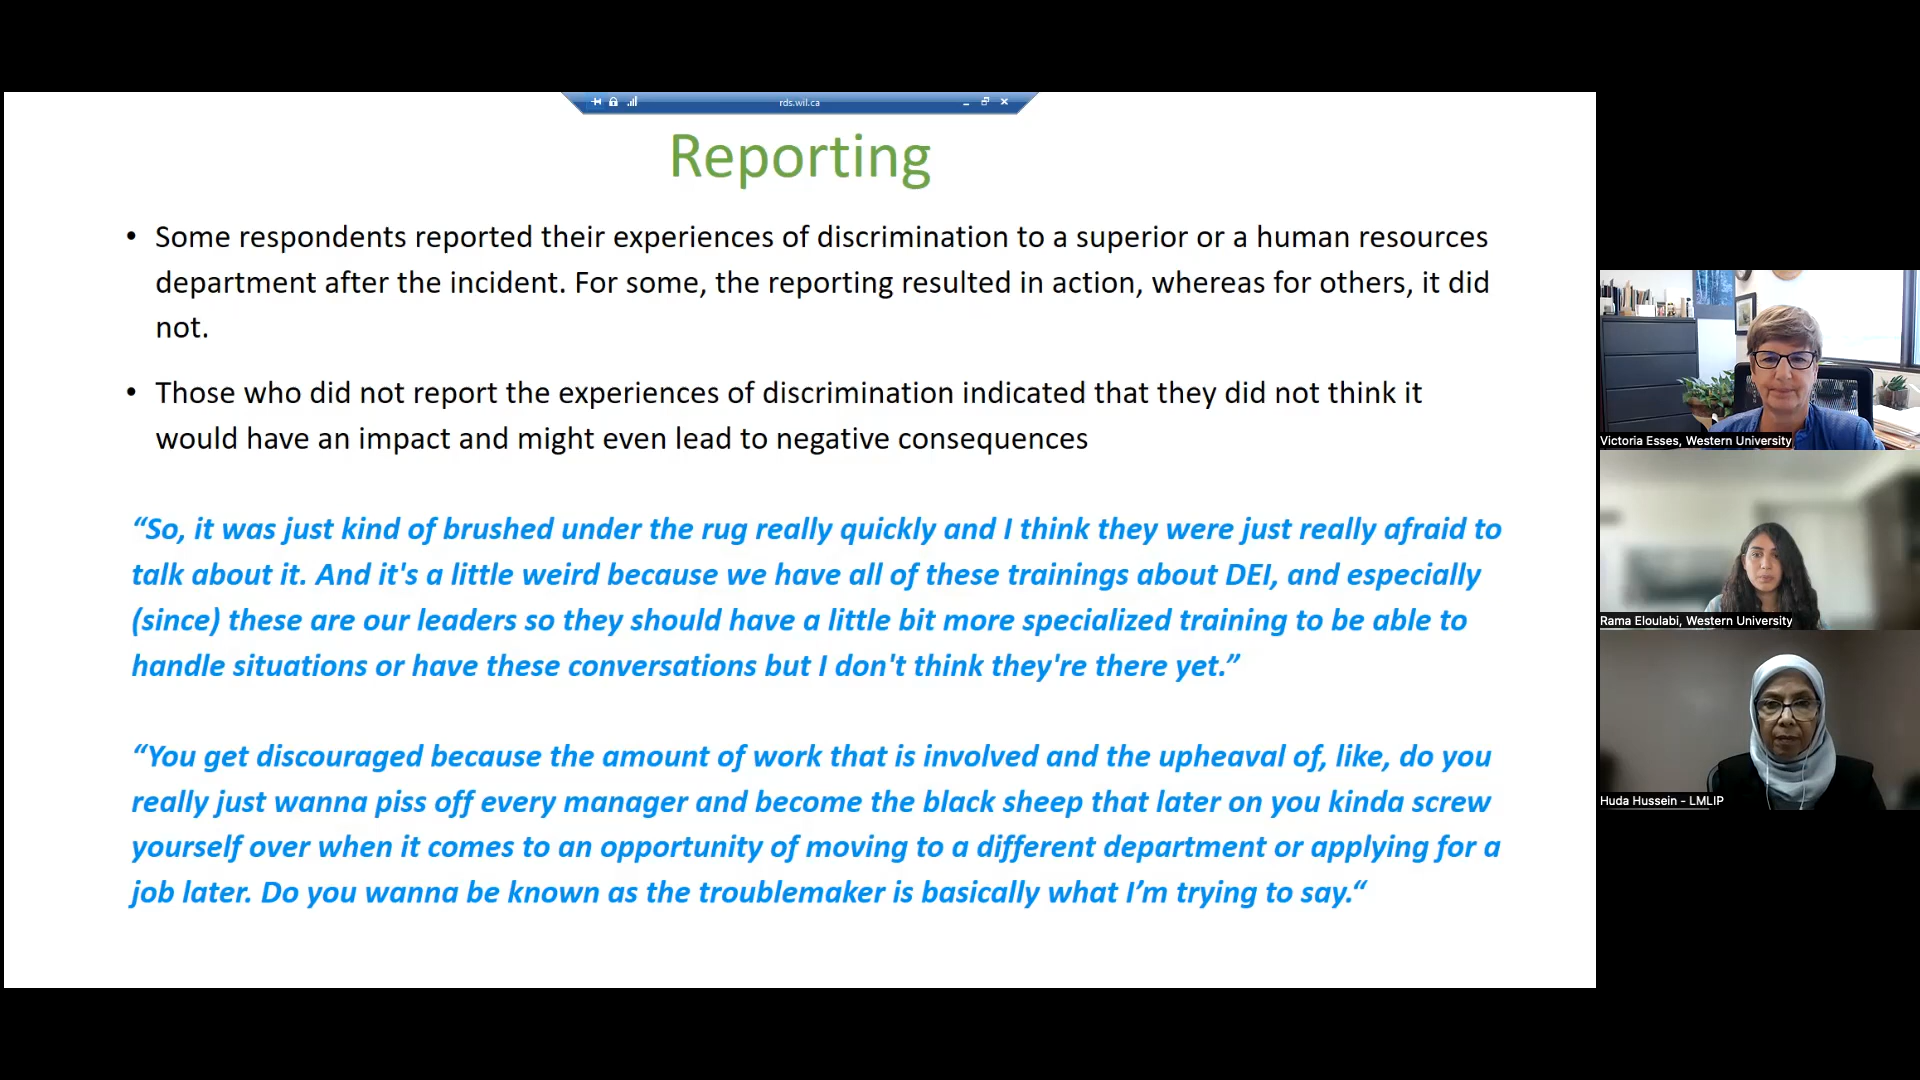 rds.wil.ca
Reporting
• Some respondents reported their experiences of discrimination to a superior or a human resources
department after the incident. For some, the reporting resulted in action, whereas for others, it did
not.
• Those who did not report the experiences of discrimination indicated that they did not think it
would have an impact and might even lead to negative consequences
“So, it was just kind of brushed under the rug really quickly and I think they were just really afraid to
talk about it. And it's a little weird because we have all of these trainings about DEI, and especially
(since) these are our leaders so they should have a little bit more specialized training to be able to
handle situations or have these conversations but I don't think they're there yet.”
“You get discouraged because the amount of work that is involved and the upheaval of, like, do you
really just wanna piss off every manager and become the black sheep that later on you kinda screw
yourself over when it comes to an opportunity of moving to a different department or applying for a
job later. Do you wanna be known as the troublemaker is basically what I’m trying to say.“
Victoria Esses, Western University
Rama Eloulabi, Western University
Huda Hussein - LMLIP